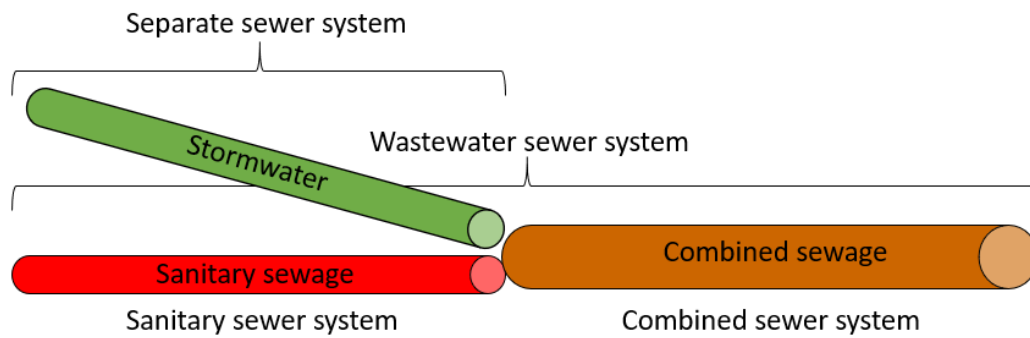 Separate sewer system
Stormwater
Wastewater sewer system
Sanitary sewage
Combined sewage
Sanitary sewer system
Combined sewer system